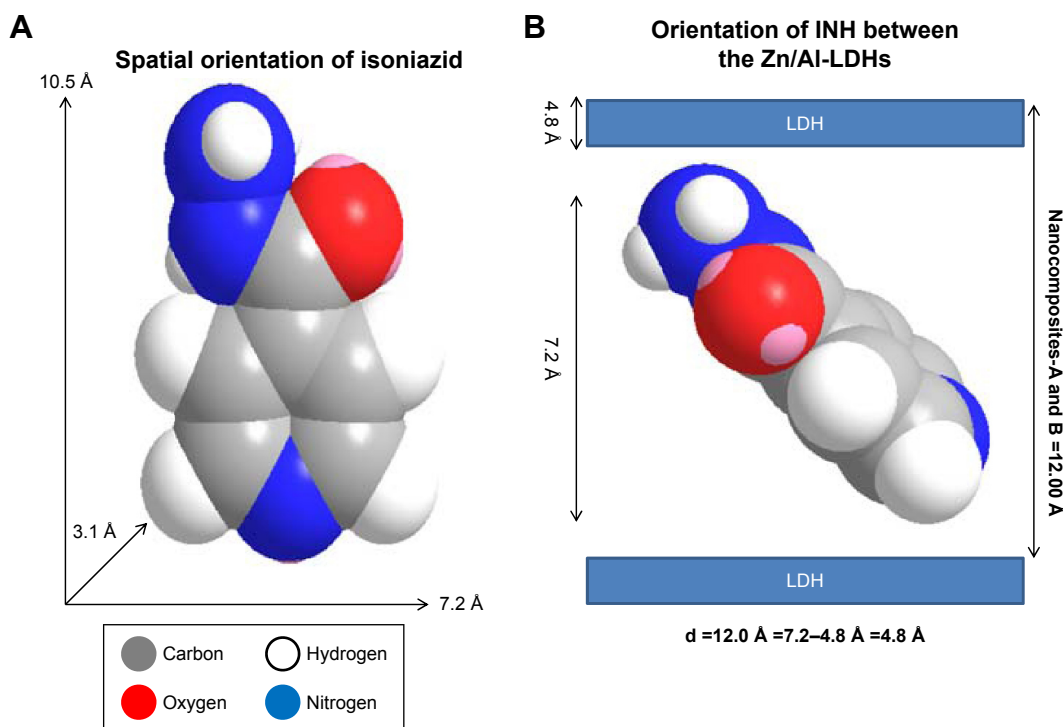 A
Spatial orientation of isoniazid
10.5 Å
3.1 Å
7.2 Å
Carbon
Hydrogen
Oxygen
Nitrogen
B
Orientation of INH between
the Zn/Al-LDHs
4.8 Å
LDH
7.2 Å
Nanocomposites-A and B =12.00 A
LDH
d =12.0 Å =7.2–4.8 Å =4.8 Å